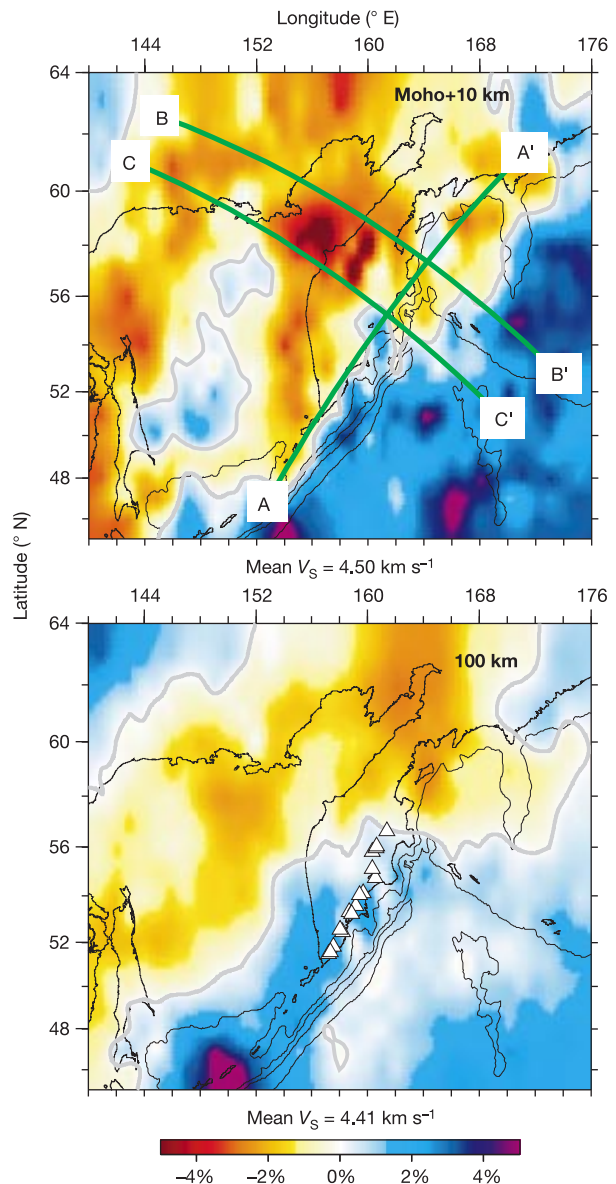 Longitude (° E)
144 152 160 168 176
64
Moho+10 km
B
A'
C
60
56
B'
52
C'
48
A
Mean VS = 4.50 km s−1
Latitude (° N)
144 152 160 168 176
64
100 km
60
56
52
48
Mean VS = 4.41 km s−1
−4% −2% 0% 2% 4%